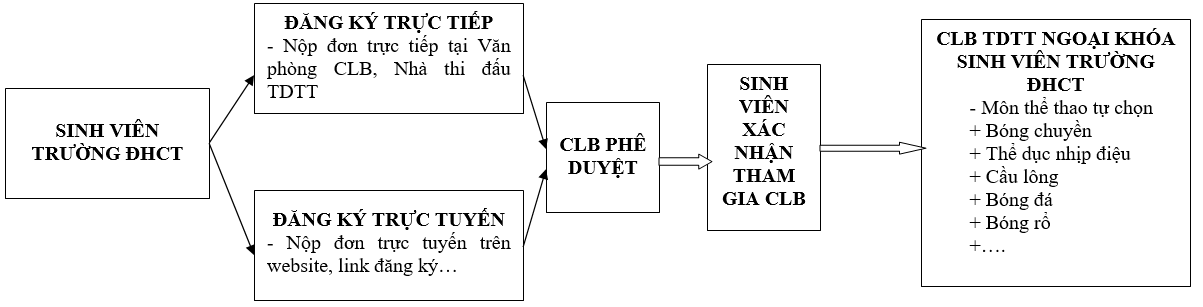 SINH VIÊN
TRƯỜNG ĐHCT
ĐĂNG KÝ TRỰC TIẾP
- Nộp đơn trực tiếp tại Văn
phòng CLB, Nhà thi đấu
TDTT
ĐĂNG KÝ TRỰC TUYẾN
- Nộp đơn trực tuyến trên
website, link đăng ký…
CLB PHÊ
DUYỆT
SINH
VIÊN
XÁC
NHẬN
THAM
GIA CLB
CLB TDTT NGOẠI KHÓA
SINH VIÊN TRƯỜNG
ĐHCT
- Môn thể thao tự chọn
+ Bóng chuyền
+ Thể dục nhịp điệu
+ Cầu lông
+ Bóng đá
+ Bóng rổ
+….